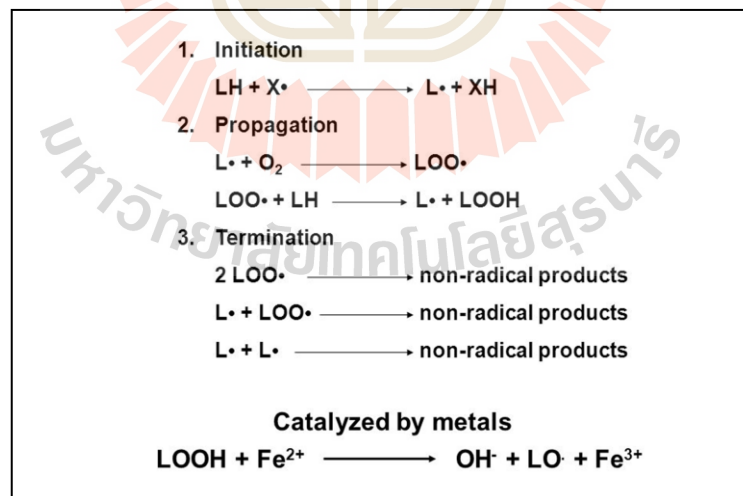 1. Initiation
LH + X• ⟶ L• + XH
2. Propagation
L• + O₂ ⟶ LOO•
LOO• + LH ⟶ L• + LOOH
3. Termination
2 LOO• ⟶ non-radical products
L• + LOO• ⟶ non-radical products
L• + L• ⟶ non-radical products
Catalyzed by metals
LOOH + Fe²⁺ ⟶ OH⁻ + LO· + Fe³⁺
มหาวิทยาลัยเทคโนโลยีสุรนารี